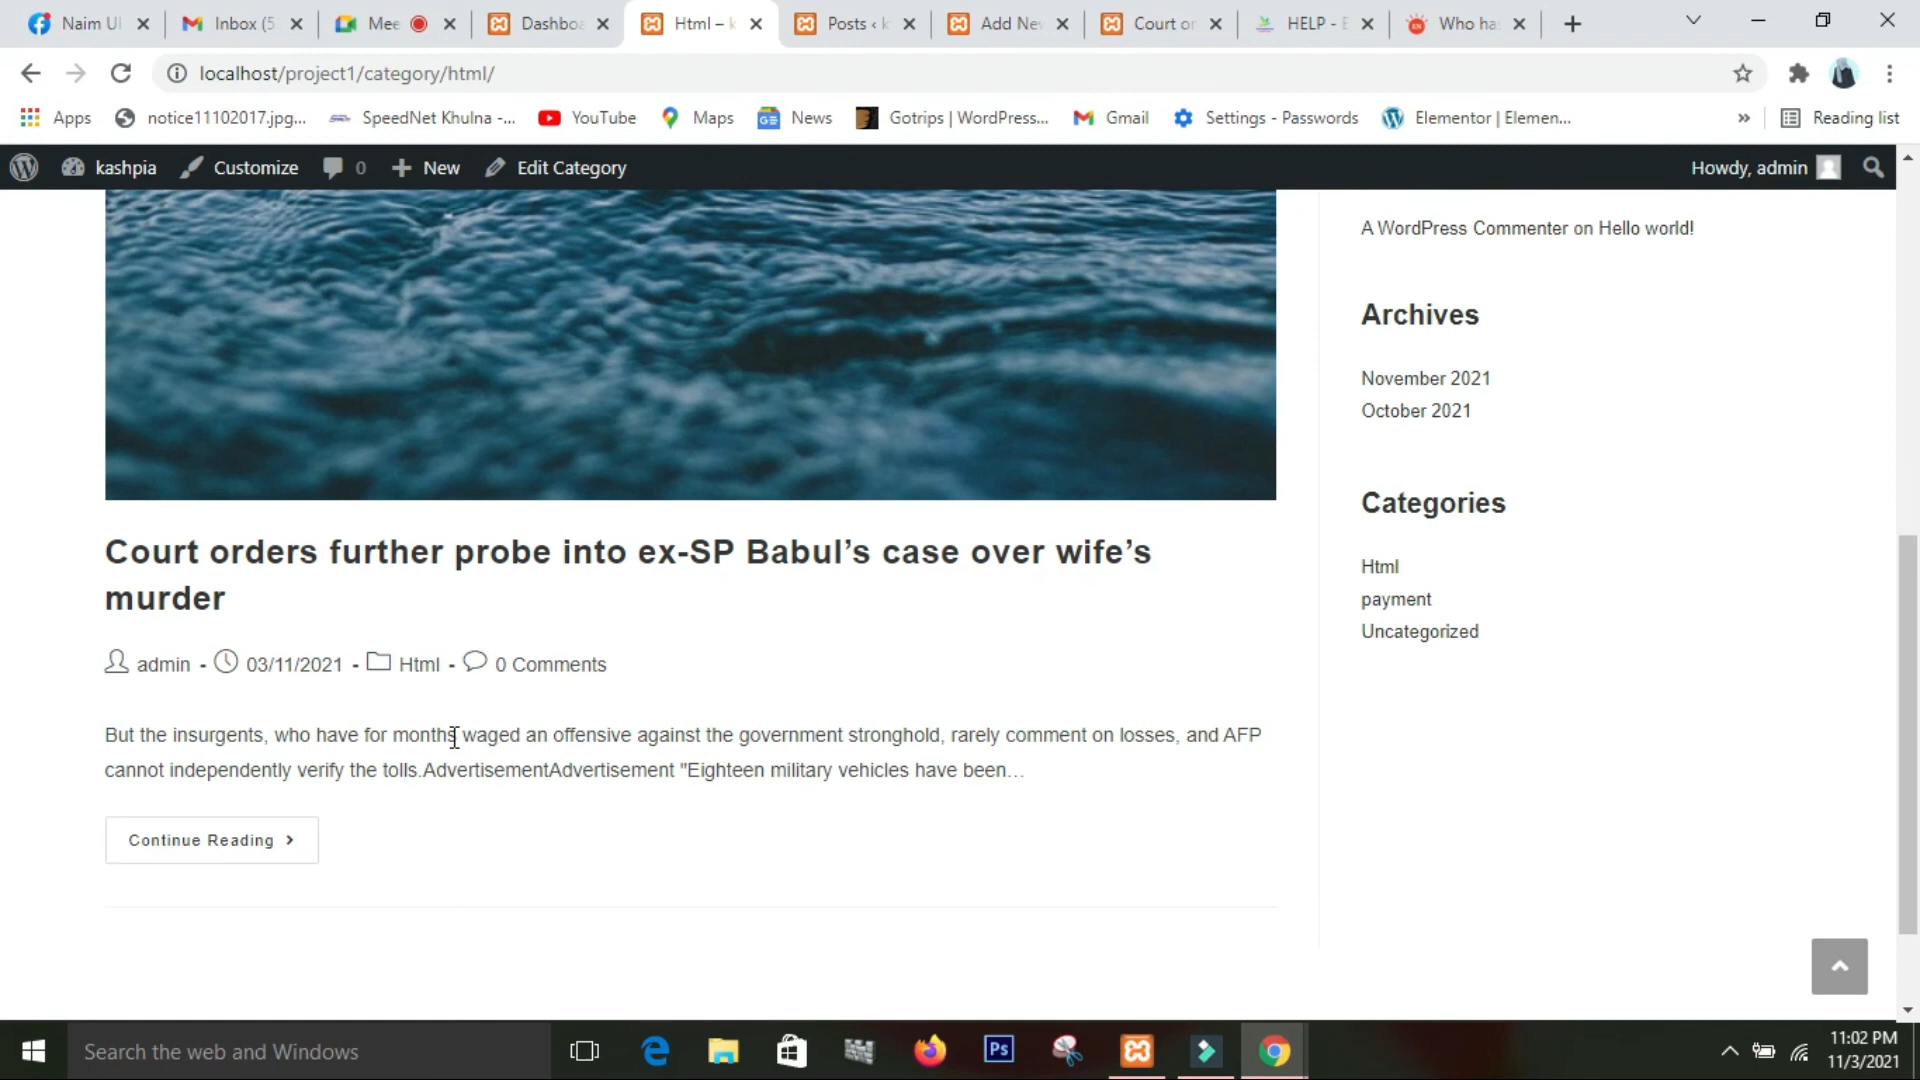 Naim Ul
Inbox (5
Mee
Dashboa
Html – k
Posts ‹ k
Add Ne
Court or
HELP - E
Who ha
localhost/project1/category/html/
Apps
notice11102017.jpg...
SpeedNet Khulna -...
YouTube
Maps
News
Gotrips | WordPress...
Gmail
Settings - Passwords
Elementor | Elemen...
»
Reading list
kashpia
Customize
0
New
Edit Category
Howdy, admin
A WordPress Commenter on Hello world!
Archives
November 2021
October 2021
Categories
Html
payment
Uncategorized
Court orders further probe into ex-SP Babul’s case over wife’s
murder
admin - 03/11/2021 - Html - 0 Comments
But the insurgents, who have for months waged an offensive against the government stronghold, rarely comment on losses, and AFP
cannot independently verify the tolls.AdvertisementAdvertisement "Eighteen military vehicles have been…
Continue Reading
Search the web and Windows
Ps
11:02 PM
11/3/2021